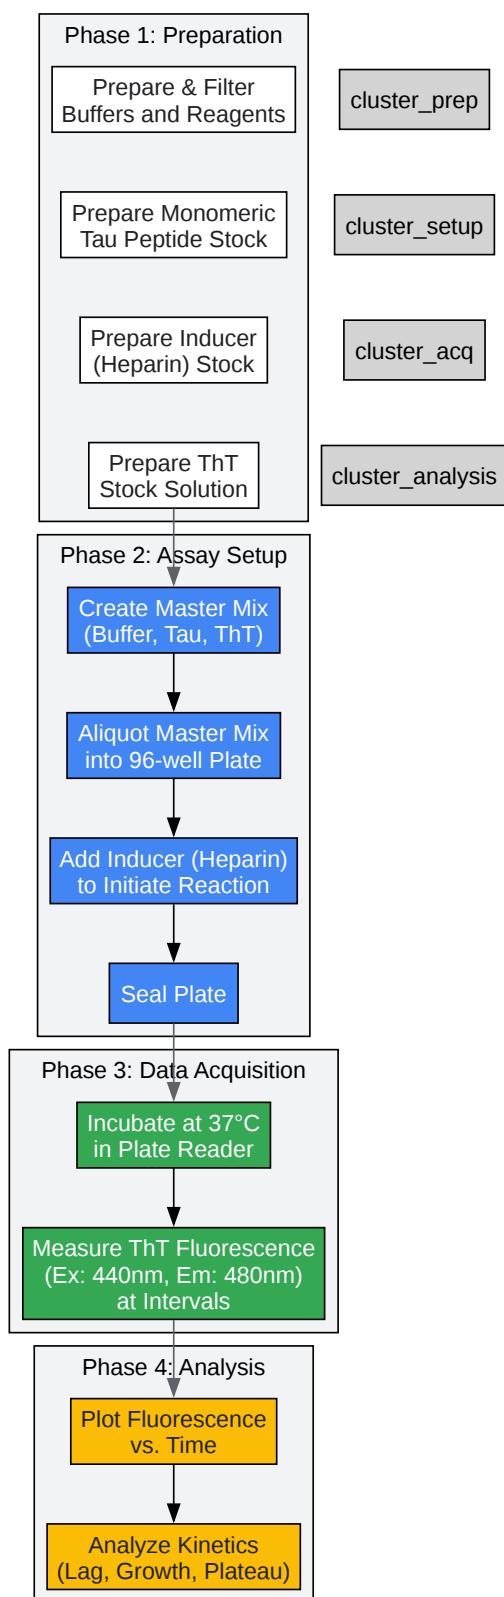 Phase 1: Preparation
Prepare & Filter
Buffers and Reagents
cluster_prep
Prepare Monomeric
Tau Peptide Stock
cluster_setup
Prepare Inducer
(Heparin) Stock
cluster_acq
Prepare ThT
Stock Solution
cluster_analysis
Phase 2: Assay Setup
Create Master Mix
(Buffer, Tau, ThT)
Aliquot Master Mix
into 96-well Plate
Add Inducer (Heparin)
to Initiate Reaction
Seal Plate
Phase 3: Data Acquisition
Incubate at 37°C
in Plate Reader
Measure ThT Fluorescence
(Ex: 440nm, Em: 480nm)
at Intervals
Phase 4: Analysis
Plot Fluorescence
vs. Time
Analyze Kinetics
(Lag, Growth, Plateau)